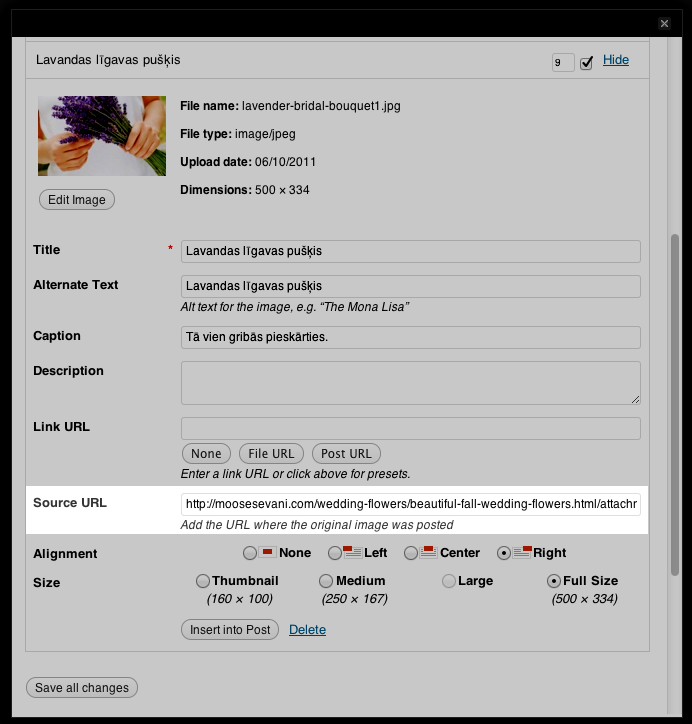 Lavandas līgavas pušķis 9 Hide
File name: lavender-bridal-bouquet1.jpg
File type: image/jpeg
Upload date: 06/10/2011
Dimensions: 500 × 334
Edit Image
Title * Lavandas līgavas pušķis
Alternate Text Lavandas līgavas pušķis
Alt text for the image, e.g. “The Mona Lisa”
Caption Tā vien gribās pieskārties.
Description
Link URL
None File URL Post URL
Enter a link URL or click above for presets.
Source URL http://moosesevani.com/wedding-flowers/beautiful-fall-wedding-flowers.html/attachr
Add the URL where the original image was posted
Alignment None Left Center Right
Size Thumbnail Medium Large Full Size
(160 × 100) (250 × 167) (500 × 334)
Insert into Post Delete
Save all changes